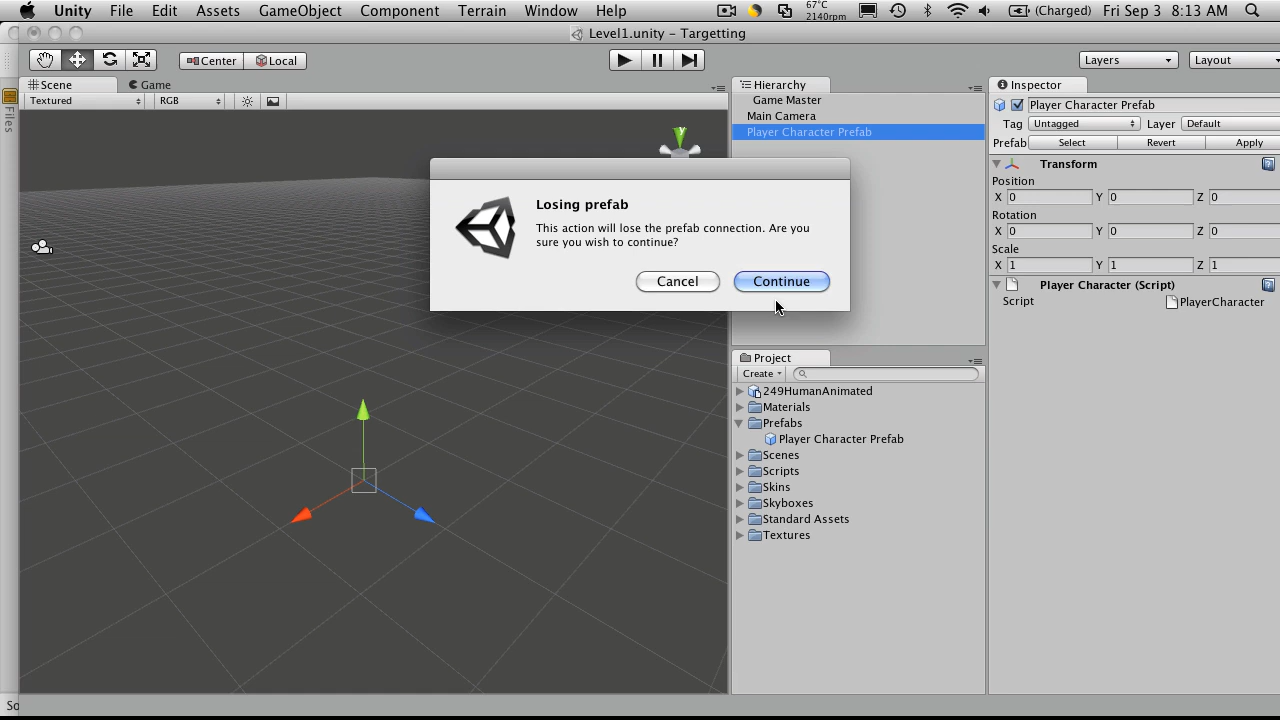 Unity File Edit Assets GameObject Component Terrain Window Help 67°C 2140rpm (Charged) Fri Sep 3 8:13 AM
Level1.unity – Targetting
Center Local Layers Layout
Scene Game
Textured RGB
Files
Hierarchy
Game Master
Main Camera
Player Character Prefab
Losing prefab
This action will lose the prefab connection. Are you
sure you wish to continue?
Cancel Continue
Project
Create
249HumanAnimated
Materials
Prefabs
Player Character Prefab
Scenes
Scripts
Skins
Skyboxes
Standard Assets
Textures
Inspector
Player Character Prefab
Tag Untagged Layer Default
Prefab Select Revert Apply
Transform
Position
X 0 Y 0 Z 0
Rotation
X 0 Y 0 Z 0
Scale
X 1 Y 1 Z 1
Player Character (Script)
Script PlayerCharacter